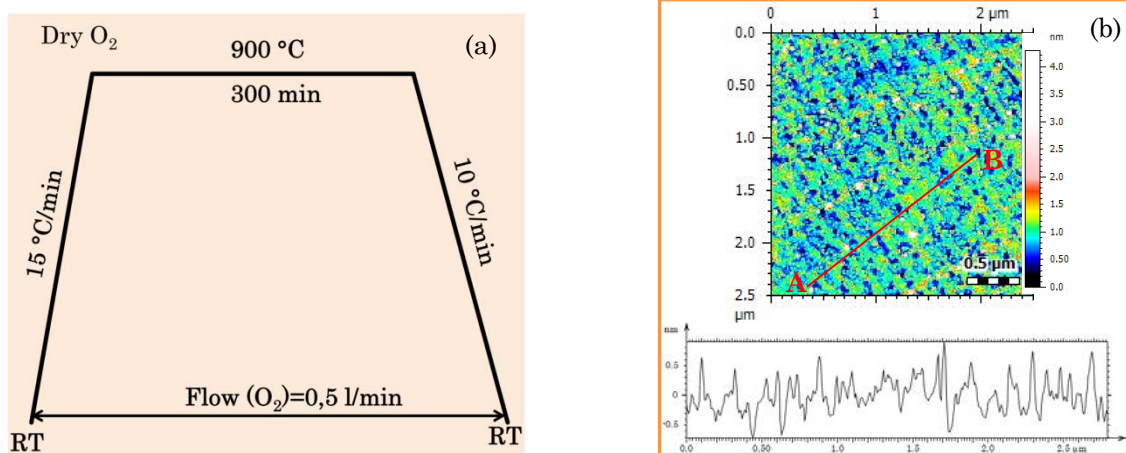 Dry O₂
900 °C
(a)
300 min
15 °C/min
10 °C/min
Flow (O₂)=0,5 l/min
RT
RT
0
1
2 µm
(b)
0.0
0.50
1.0
1.5
2.0
2.5
µm
nm
4.0
3.5
3.0
2.5
2.0
1.5
1.0
0.50
0.0
B
A
0.5 µm
nm
0.5
0
-0.5
0.0
0.50
1.0
1.5
2.0
2.5 µm